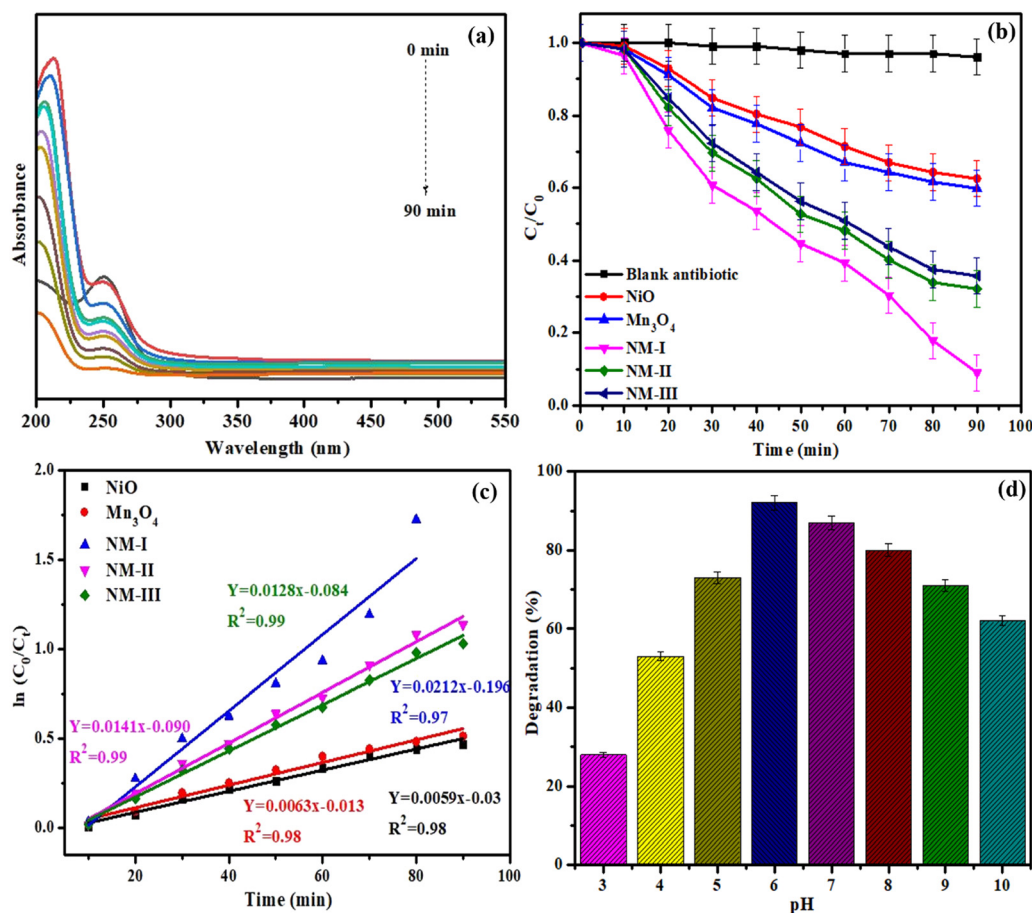 (a)
0 min
90 min
Absorbance
200 250 300 350 400 450 500 550
Wavelength (nm)
(b)
1.0
0.8
0.6
0.4
0.2
0.0
Cₜ/C₀
Blank antibiotic
NiO
Mn₃O₄
NM-I
NM-II
NM-III
0 10 20 30 40 50 60 70 80 90 100
Time (min)
(c)
2.0
1.5
1.0
0.5
0.0
ln (C₀/Cₜ)
NiO
Mn₃O₄
NM-I
NM-II
NM-III
Y=0.0128x-0.084
R²=0.99
Y=0.0212x-0.196
R²=0.97
Y=0.0141x-0.090
R²=0.99
Y=0.0063x-0.013
R²=0.98
Y=0.0059x-0.03
R²=0.98
20 40 60 80 100
Time (min)
(d)
100
80
60
40
20
0
Degradation (%)
3 4 5 6 7 8 9 10
pH